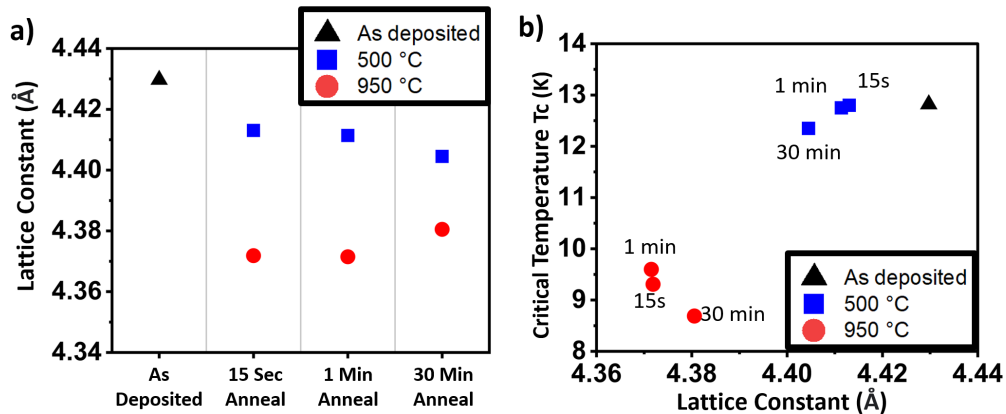 a)
As deposited
500 °C
950 °C
Lattice Constant (Å)
4.44
4.42
4.40
4.38
4.36
4.34
As Deposited
15 Sec Anneal
1 Min Anneal
30 Min Anneal
b)
Critical Temperature Tc (K)
14
13
12
11
10
9
8
1 min
15s
30 min
1 min
15s
30 min
As deposited
500 °C
950 °C
4.36
4.38
4.40
4.42
4.44
Lattice Constant (Å)